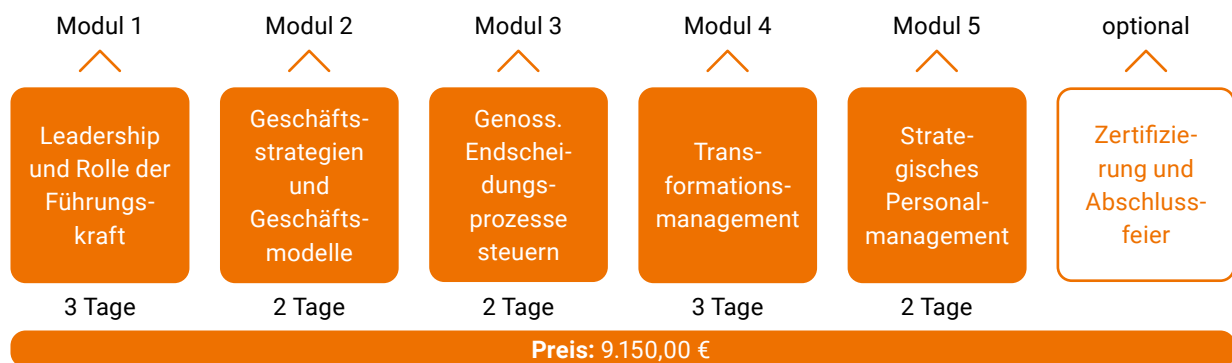 Modul 1
Modul 2
Modul 3
Modul 4
Modul 5
optional
Leadership
und Rolle der
Führungs-
kraft
Geschäfts-
strategien
und
Geschäfts-
modelle
Genoss.
Endschei-
dungs-
prozesse
steuern
Trans-
formations-
management
Strate-
gisches
Personal-
management
Zertifizie-
rung und
Abschluss-
feier
3 Tage
2 Tage
2 Tage
3 Tage
2 Tage
Preis: 9.150,00 €